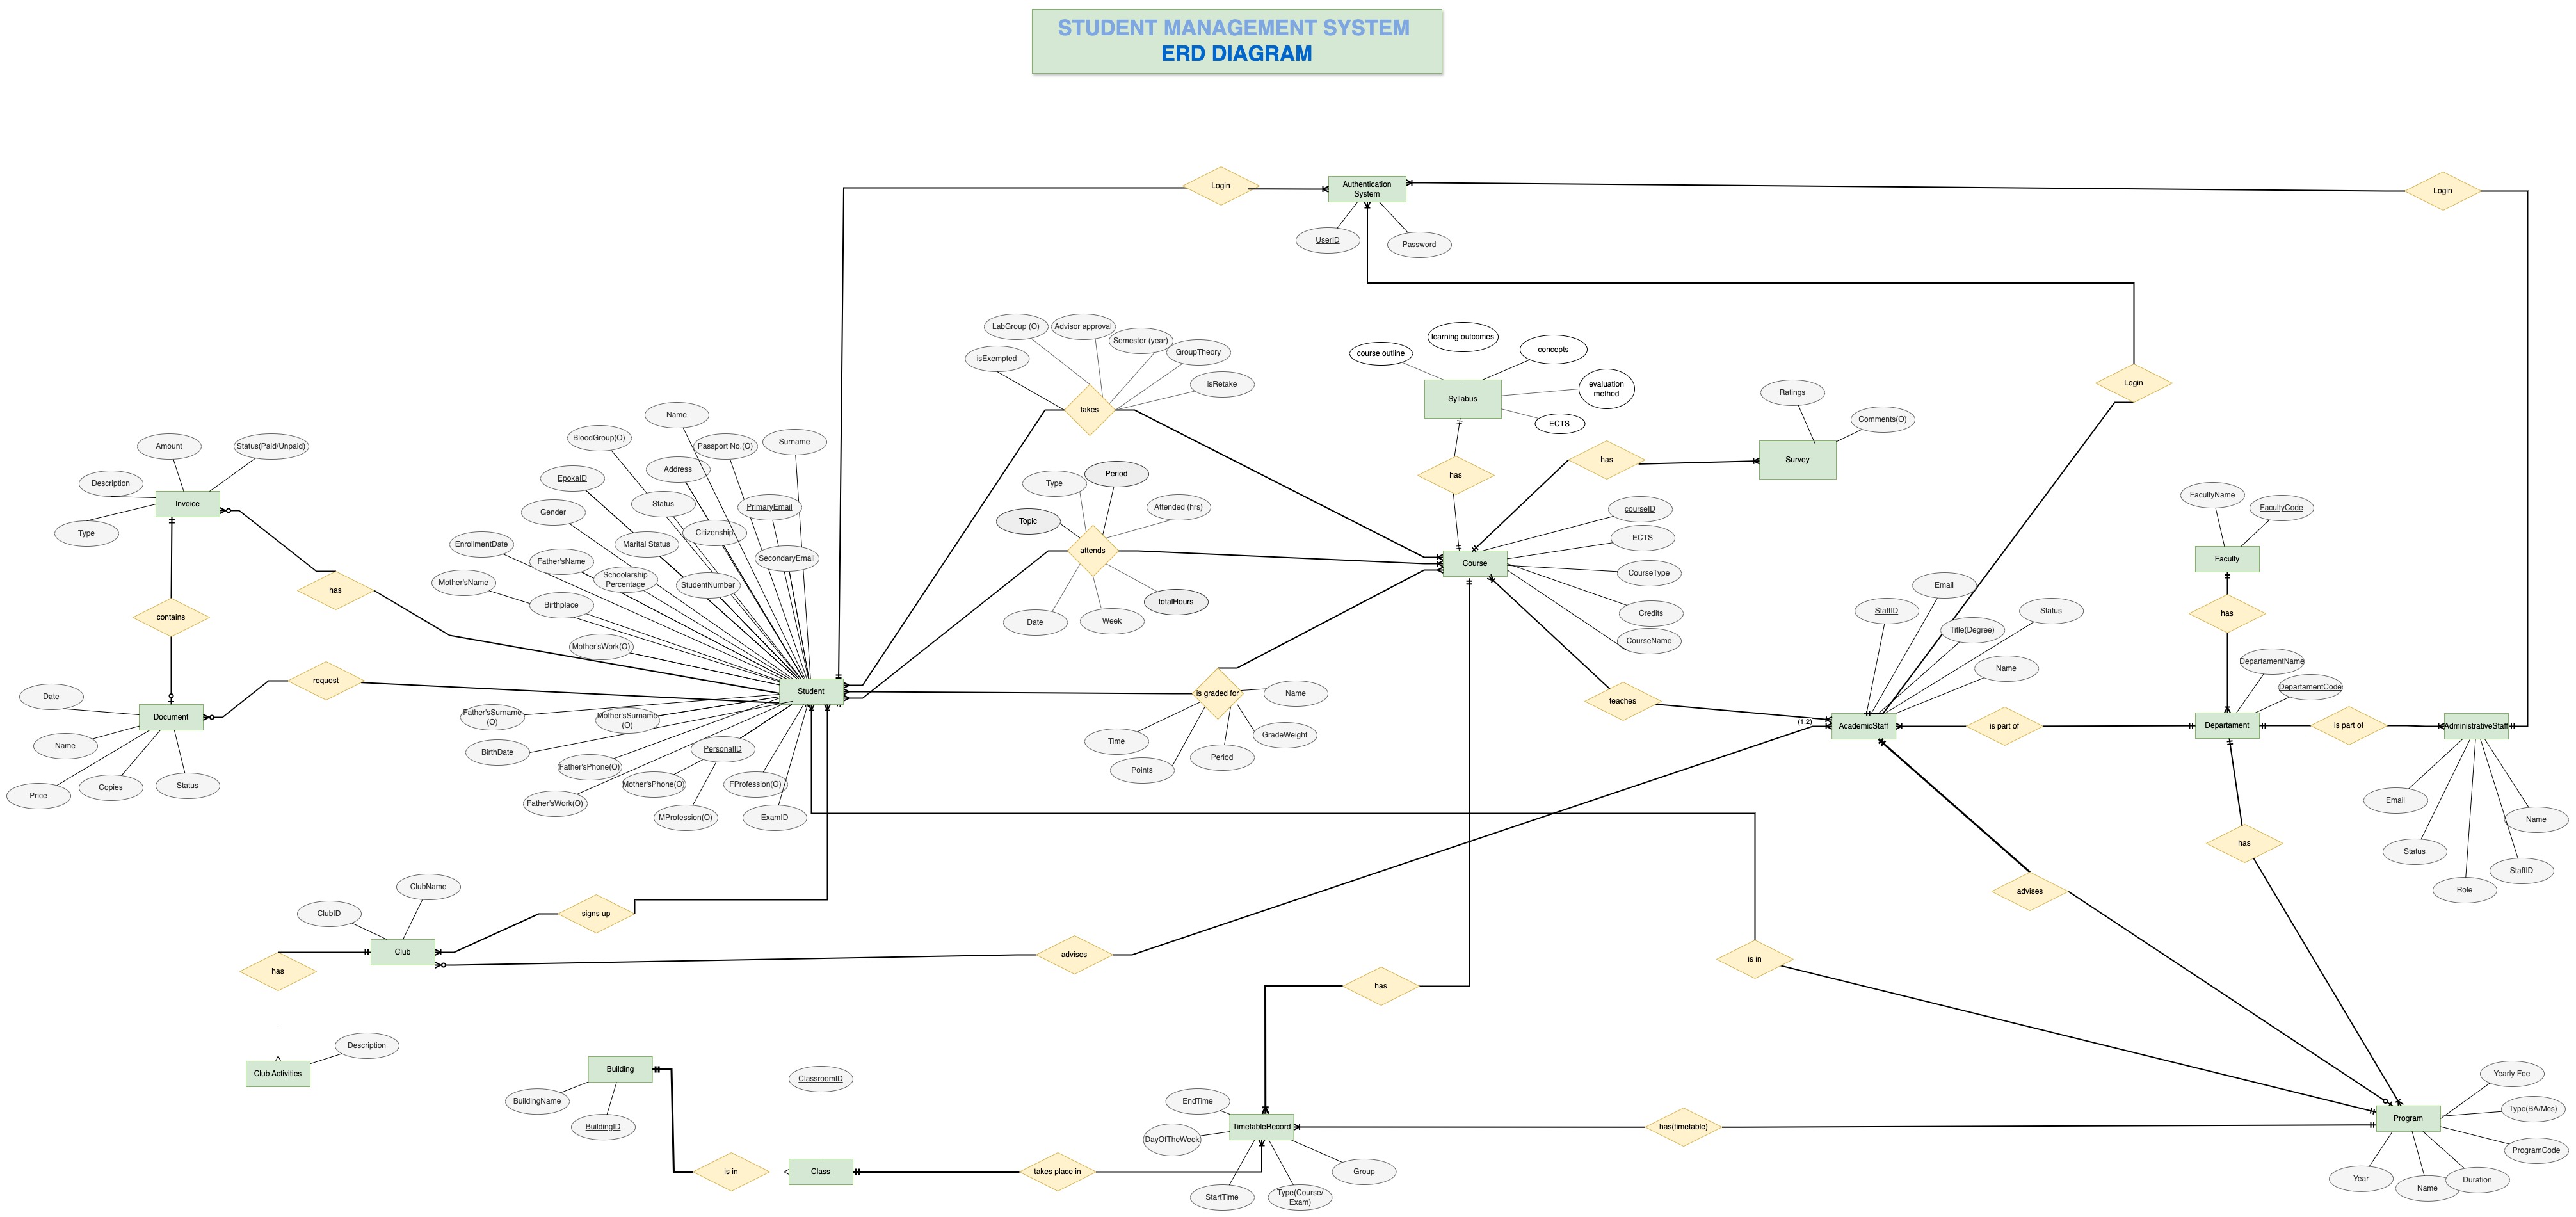 STUDENT MANAGEMENT SYSTEM
ERD DIAGRAM
Login
Authentication
System
Login
UserID
Password
LabGroup (O)
Advisor approval
Semester (year)
GroupTheory
isExempted
isRetake
takes
learning outcomes
course outline
concepts
Syllabus
evaluation
method
ECTS
Login
Ratings
Comments(O)
Survey
has
has
Name
BloodGroup(O)
Passport No.(O)
Surname
Address
EpokaID
Status
PrimaryEmail
Gender
Citizenship
Marital Status
EnrollmentDate
SecondaryEmail
Father'sName
Schoolarship
Percentage
StudentNumber
Mother'sName
Birthplace
Mother'sWork(O)
Student
Father'sSurname
(O)
Mother'sSurname
(O)
BirthDate
PersonalID
Father'sPhone(O)
Mother'sPhone(O)
FProfession(O)
Father'sWork(O)
MProfession(O)
ExamID
Amount
Status(Paid/Unpaid)
Description
Invoice
Type
has
contains
request
Date
Document
Name
Price
Copies
Status
Period
Type
Attended (hrs)
Topic
attends
totalHours
Date
Week
courseID
ECTS
Course
CourseType
Credits
CourseName
is graded for
Name
Time
GradeWeight
Period
Points
teaches
(1,2)
FacultyName
FacultyCode
Faculty
has
DepartamentName
DepartamentCode
Email
StaffID
Status
Title(Degree)
Name
AcademicStaff
is part of
Departament
is part of
AdministrativeStaff
Email
Name
Status
StaffID
Role
has
advises
ClubName
ClubID
signs up
Club
has
advises
is in
has
Description
Club Activities
Building
BuildingName
BuildingID
ClassroomID
is in
Class
takes place in
EndTime
TimetableRecord
DayOfTheWeek
Group
StartTime
Type(Course/
Exam)
has(timetable)
Yearly Fee
Type(BA/Mcs)
Program
ProgramCode
Year
Name
Duration